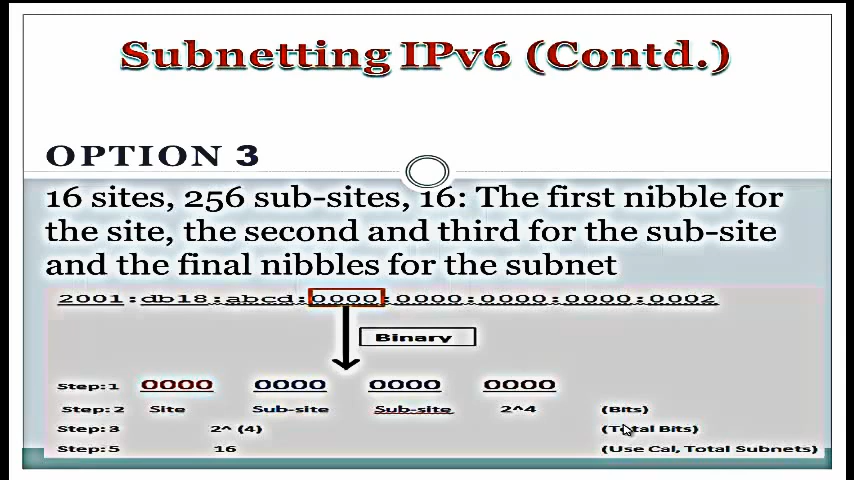 Subnetting IPv6 (Contd.)
OPTION 3
16 sites, 256 sub-sites, 16: The first nibble for
the site, the second and third for the sub-site
and the final nibbles for the subnet
2001:db18:abcd:0000:0000:0000:0000:0002
Binary
Step:1 0000 0000 0000 0000
Step: 2 Site Sub-site Sub-site 2^4 (Bits)
Step: 3 2^ (4) (Total Bits)
Step: 5 16 (Use Cal, Total Subnets)